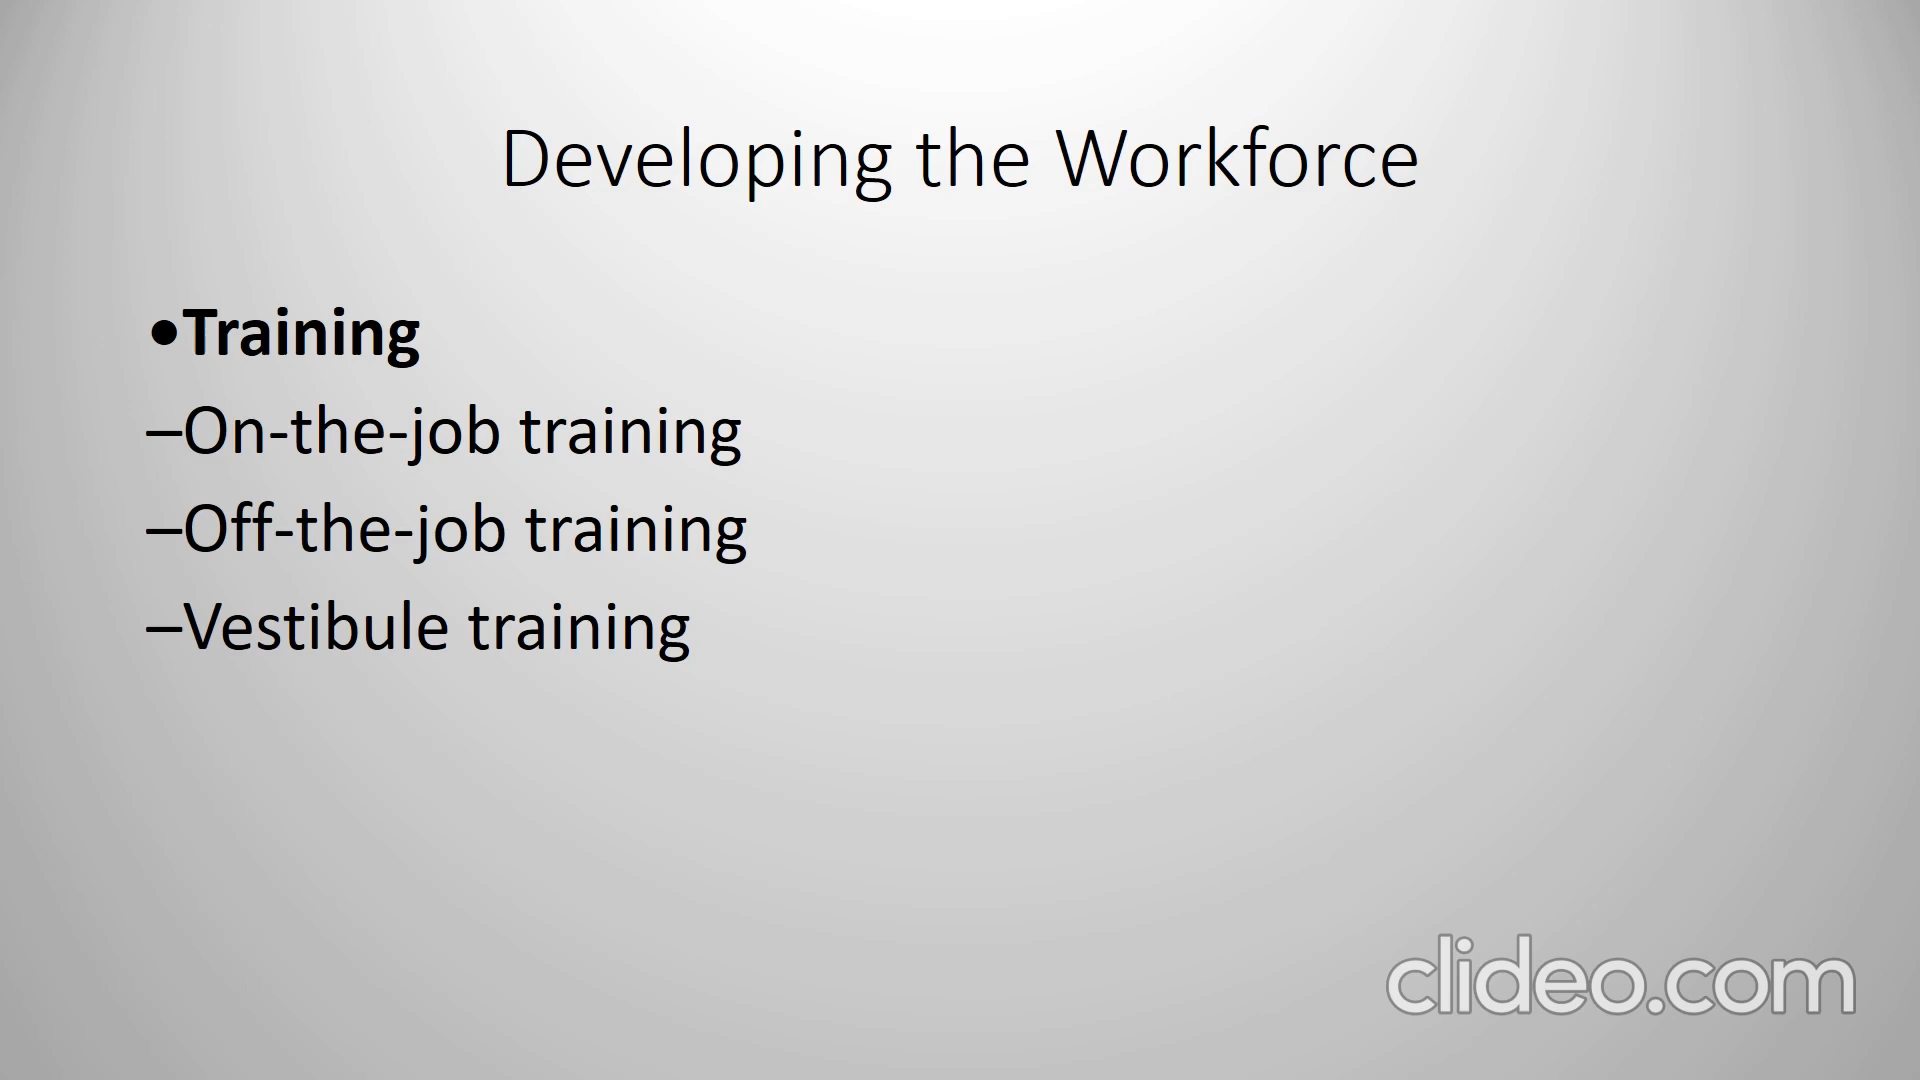 Developing the Workforce
•Training
–On-the-job training
–Off-the-job training
–Vestibule training
clideo.com